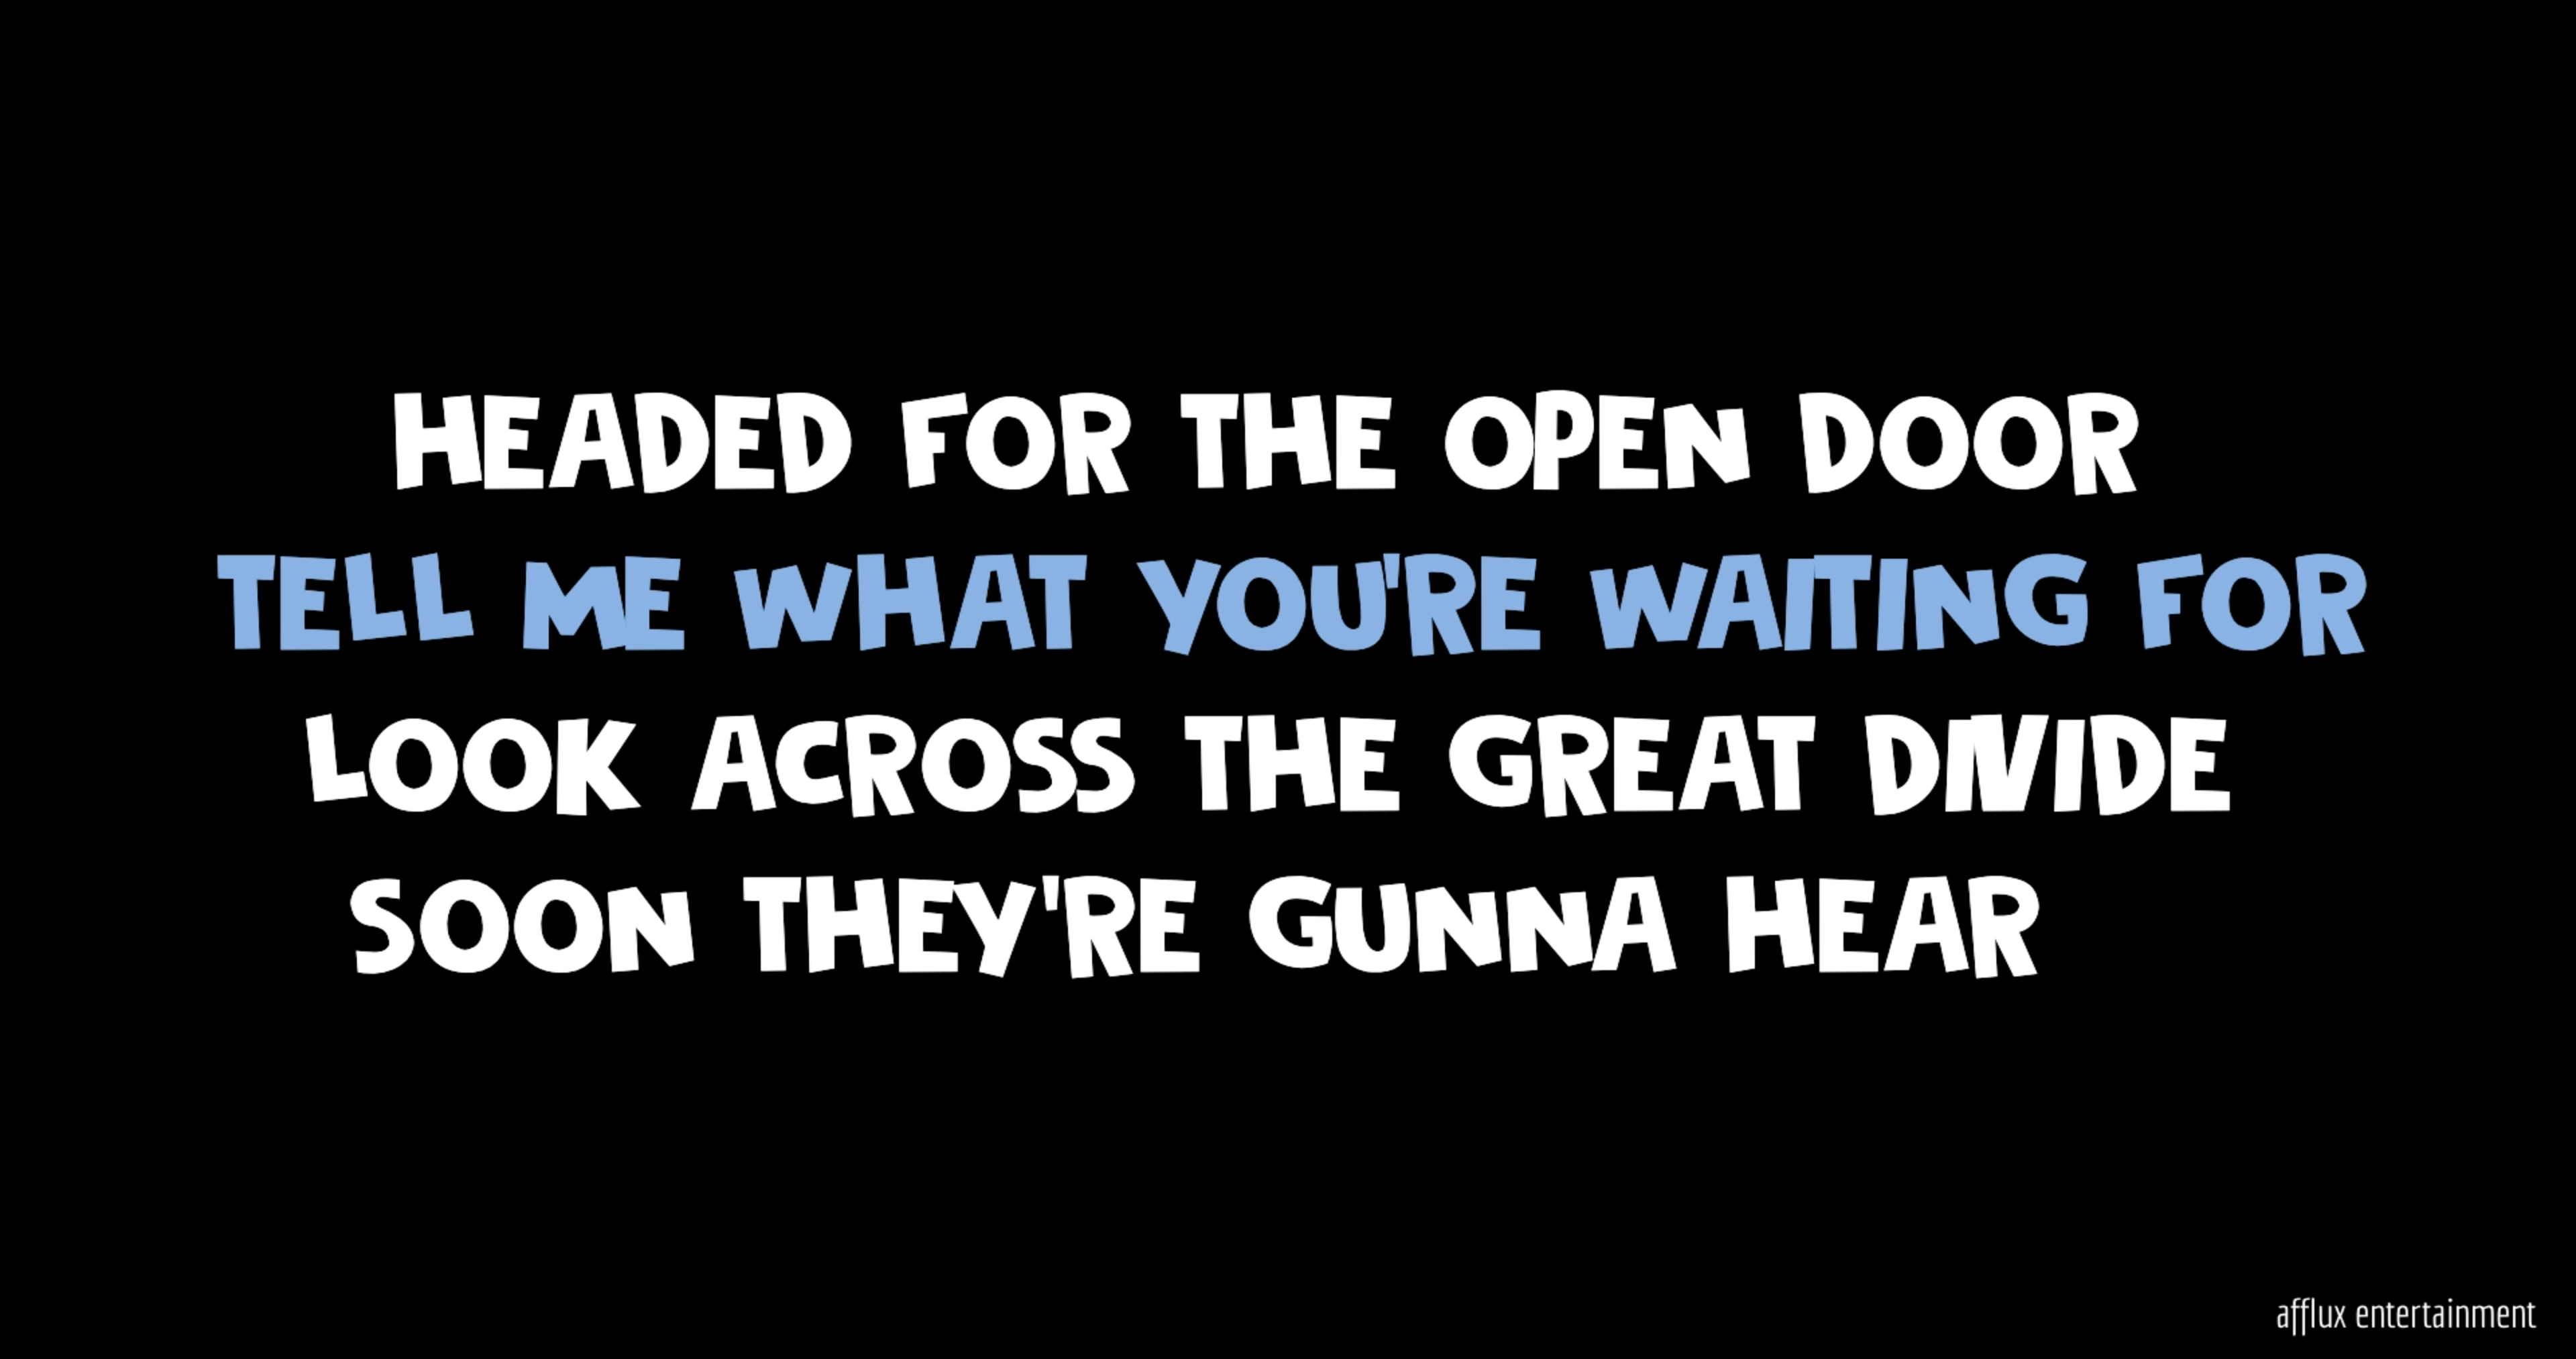 HEADED FOR THE OPEN DOOR
TELL ME WHAT YOU'RE WAITING FOR
LOOK ACROSS THE GREAT DIVIDE
SOON THEY'RE GUNNA HEAR
afflux entertainment